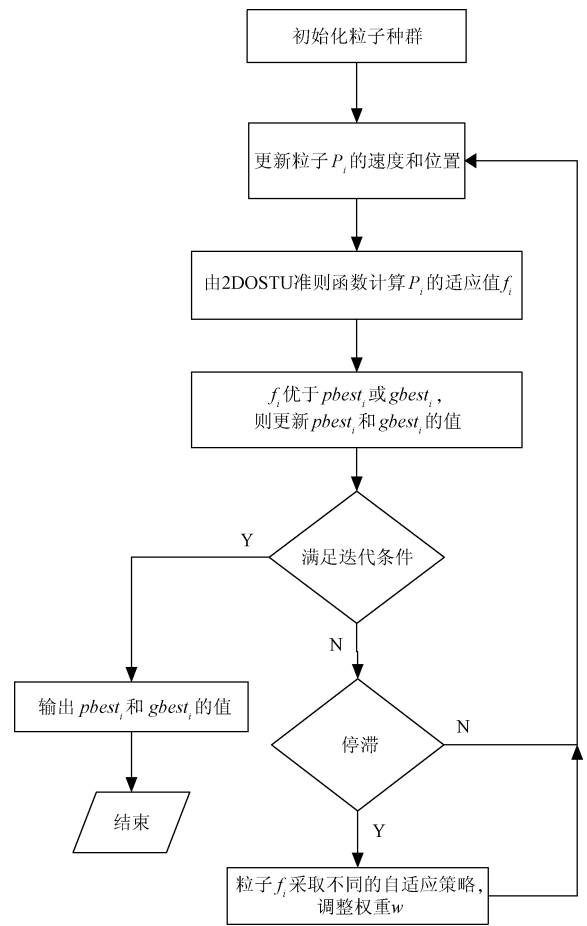 初始化粒子种群
更新粒子P_i的速度和位置
由2DOSTU准则函数计算P_i的适应值f_i
f_i优于pbest_i或gbest_i,
则更新pbest_i和gbest_i的值
满足迭代条件
Y
N
输出pbest_i和gbest_i的值
停滞
N
结束
Y
粒子f_i采取不同的自适应策略,
调整权重w